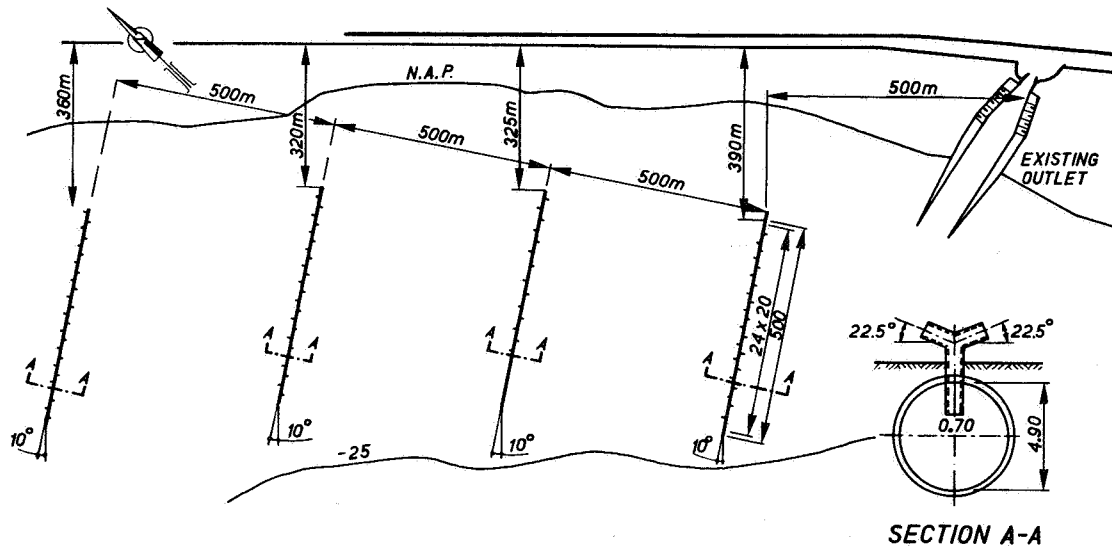 N.A.P.
360m
500m
320m
500m
325m
500m
390m
500m
EXISTING
OUTLET
24 x 20
500
A
A
A
A
A
A
A
A
10°
10°
10°
10°
-25
22.5°
22.5°
0.70
4.90
SECTION A-A